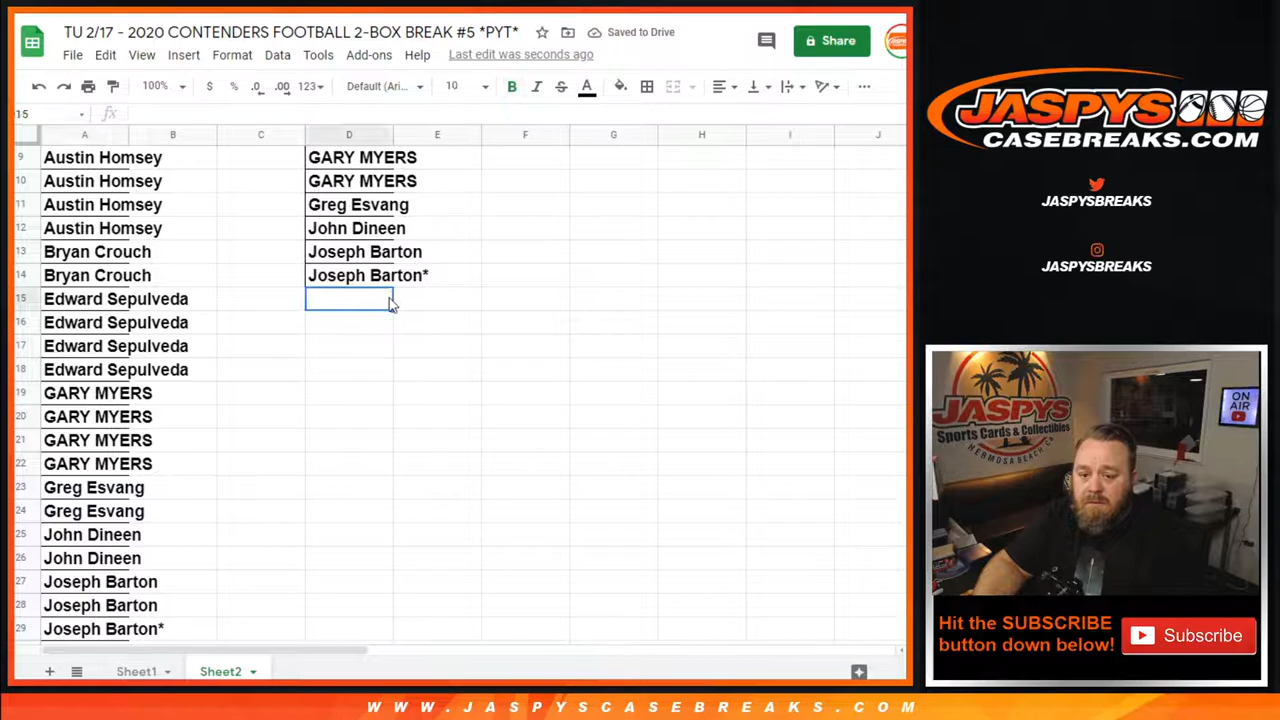 TU 2/17 - 2020 CONTENDERS FOOTBALL 2-BOX BREAK #5 *PYT*
Saved to Drive
Share
File Edit View Insert Format Data Tools Add-ons Help Last edit was seconds ago
100% $ % .0 .00 123 Default (Ari... 10 B I S A
15 fx
A B C D E F G H I J
9 Austin Homsey GARY MYERS
10 Austin Homsey GARY MYERS
11 Austin Homsey Greg Esvang
12 Austin Homsey John Dineen
13 Bryan Crouch Joseph Barton
14 Bryan Crouch Joseph Barton*
15 Edward Sepulveda
16 Edward Sepulveda
17 Edward Sepulveda
18 Edward Sepulveda
19 GARY MYERS
20 GARY MYERS
21 GARY MYERS
22 GARY MYERS
23 Greg Esvang
24 Greg Esvang
25 John Dineen
26 John Dineen
27 Joseph Barton
28 Joseph Barton
29 Joseph Barton*
Sheet1 Sheet2
JASPYS
CASEBREAKS.COM
JASPYSBREAKS
JASPYSBREAKS
JASPYS
Sports Cards & Collectibles
HERMOSA BEACH, CA
ON
AIR
Hit the SUBSCRIBE
button down below!
Subscribe
WWW.JASPYSCASEBREAKS.COM